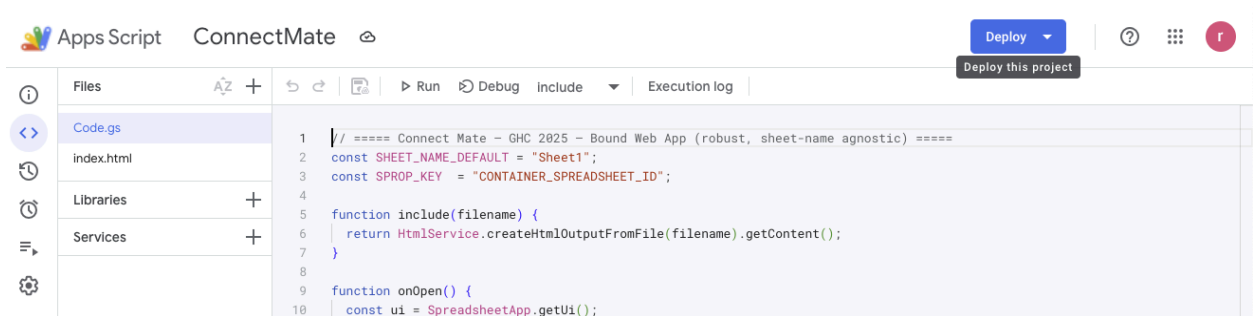 Apps Script ConnectMate Deploy r
Deploy this project
Files AZ Run Debug include Execution log
Code.gs
index.html
Libraries
Services
1 // ===== Connect Mate – GHC 2025 – Bound Web App (robust, sheet-name agnostic) =====
2 const SHEET_NAME_DEFAULT = "Sheet1";
3 const SPROP_KEY  = "CONTAINER_SPREADSHEET_ID";
4
5 function include(filename) {
6   return HtmlService.createHtmlOutputFromFile(filename).getContent();
7 }
8
9 function onOpen() {
10   const ui = SpreadsheetApp.getUi();